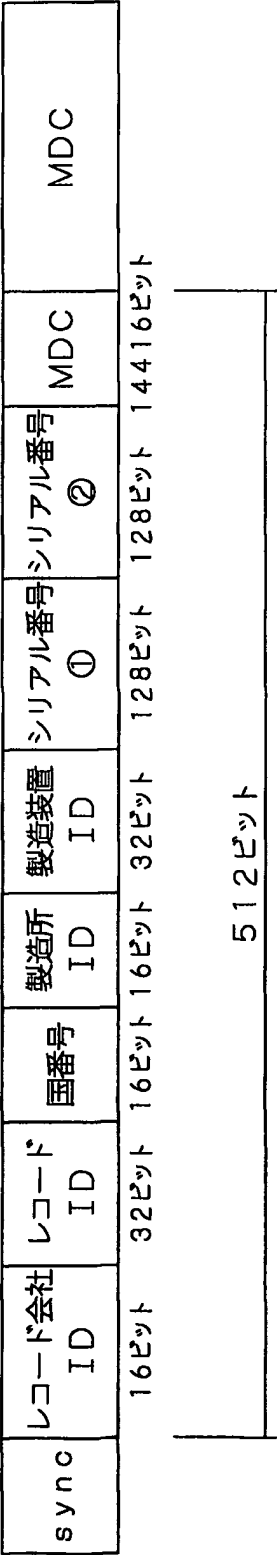 sync
レコード会社
ID
レコード
ID
国番号
製造所
ID
製造装置
ID
シリアル番号
①
シリアル番号
②
MDC
MDC
16ビット
32ビット
16ビット
16ビット
32ビット
128ビット
128ビット
14416ビット
512ビット